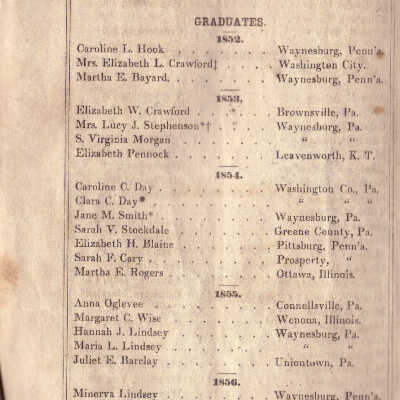 GRADUATES.
1852.
Caroline L. Hook . . . . . . . Waynesburg, Penn'a.
Mrs. Elizabeth L. Crawford‡ . . . . Washington City.
Martha E. Bayard. . . . . . . Waynesburg, Penn'a.
1853.
Elizabeth W. Crawford . . * . . Brownsville, Pa.
Mrs. Lucy J. Stephenson*† . . . . Waynesburg, Pa.
S. Virginia Morgan . . . . . . " "
Elizabeth Pennock . . . . . . Leavenworth, K. T.
1854.
Caroline C. Day . . . . . . . Washington Co., Pa.
Clara C. Day* . . . . . . . " " "
Jane M. Smith* . . . . . . . Waynesburg, Pa.
Sarah V. Stockdale . . . . . . Greene County, Pa.
Elizabeth H. Blaine . . . . . . Pittsburg, Penn'a.
Sarah F. Cary . . . . . . . Prosperty, "
Martha E. Rogers . . . . . . Ottawa, Illinois.
1855.
Anna Oglevee . . . . . . . Connellsville, Pa.
Margaret C. Wise . . . . . . Wenona, Illinois.
Hannah J. Lindsey . . . . . . Waynesburg, Pa.
Maria L. Lindsey . . . . . . " "
Juliet E. Barclay . . . . . . Uniontown, Pa.
1856.
Minerva Lindsey . . . . . . Waynesburg, Penn'a.